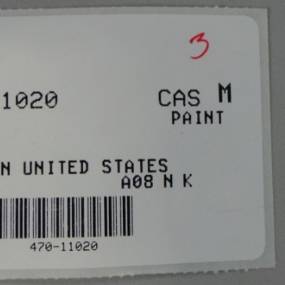 3
11020 CAS M
PAINT
N UNITED STATES
A08 N K
470-11020